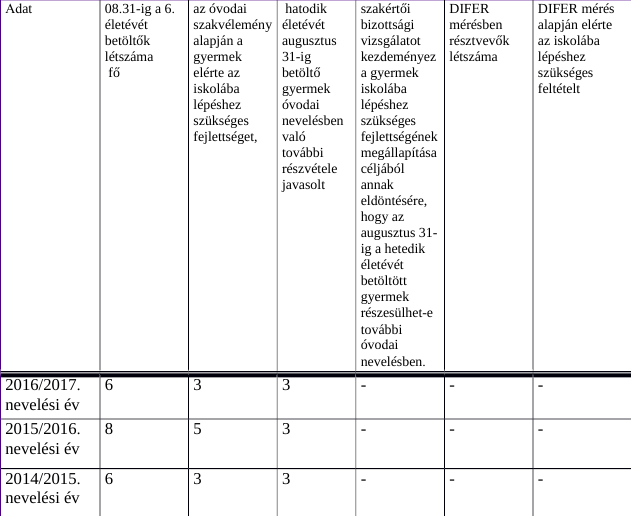 Adat
08.31-ig a 6.
életévét
betöltők
létszáma
fő
az óvodai
szakvélemény
alapján a
gyermek
elérte az
iskolába
lépéshez
szükséges
fejlettséget,
hatodik
életévét
augusztus
31-ig
betöltő
gyermek
óvodai
nevelésben
való
további
részvétele
javasolt
szakértői
bizottsági
vizsgálatot
kezdeményez
a gyermek
iskolába
lépéshez
szükséges
fejlettségének
megállapítása
céljából
annak
eldöntésére,
hogy az
augusztus 31-
ig a hetedik
életévét
betöltött
gyermek
részesülhet-e
további
óvodai
nevelésben.
DIFER
mérésben
résztvevők
létszáma
DIFER mérés
alapján elérte
az iskolába
lépéshez
szükséges
feltételt
2016/2017.
nevelési év
6
3
3
-
-
-
2015/2016.
nevelési év
8
5
3
-
-
-
2014/2015.
nevelési év
6
3
3
-
-
-